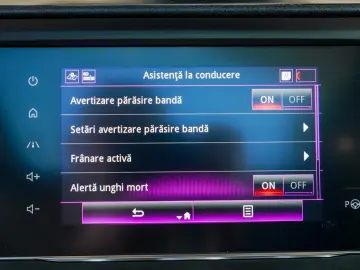 Asistență la conducere
Avertizare părăsire bandă ON OFF
Setări avertizare părăsire bandă
Frânare activă
Alertă unghi mort ON OFF
P